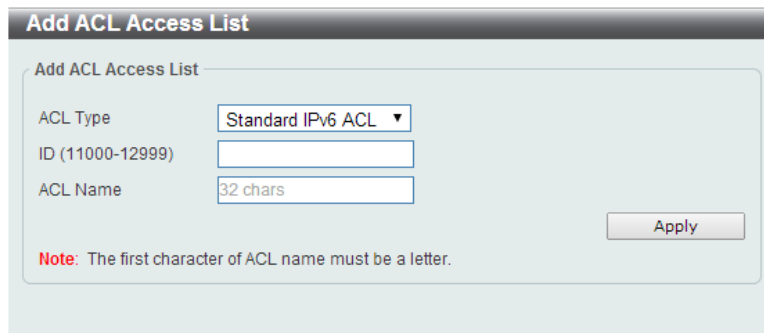 Add ACL Access List
Add ACL Access List
ACL Type Standard IPv6 ACL
ID (11000-12999)
ACL Name 32 chars
Apply
Note: The first character of ACL name must be a letter.